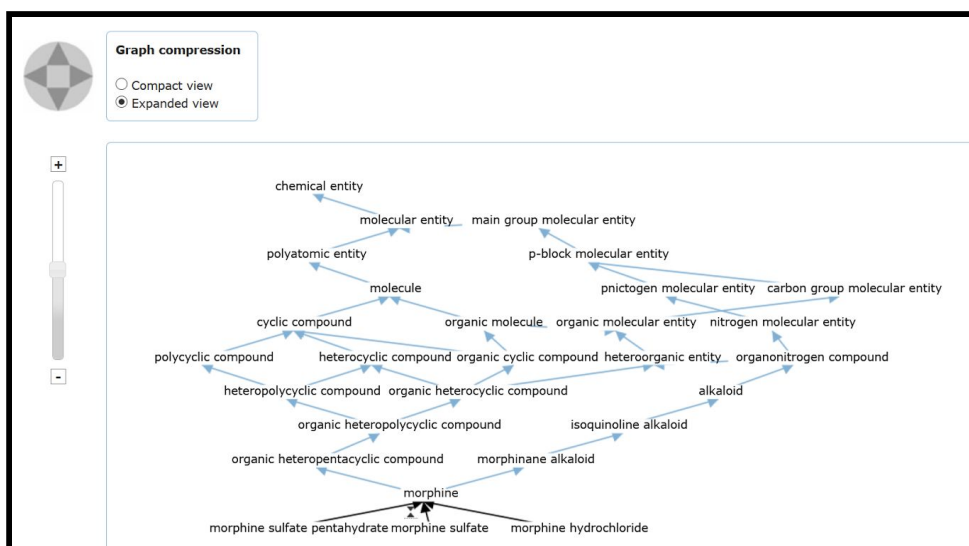 Graph compression
Compact view
Expanded view
+
-
chemical entity
molecular entity main group molecular entity
polyatomic entity p-block molecular entity
molecule pnictogen molecular entity carbon group molecular entity
cyclic compound organic molecule organic molecular entity nitrogen molecular entity
polycyclic compound heterocyclic compound organic cyclic compound heteroorganic entity organonitrogen compound
heteropolycyclic compound organic heterocyclic compound alkaloid
organic heteropolycyclic compound isoquinoline alkaloid
organic heteropentacyclic compound morphinane alkaloid
morphine
morphine sulfate pentahydrate morphine sulfate morphine hydrochloride